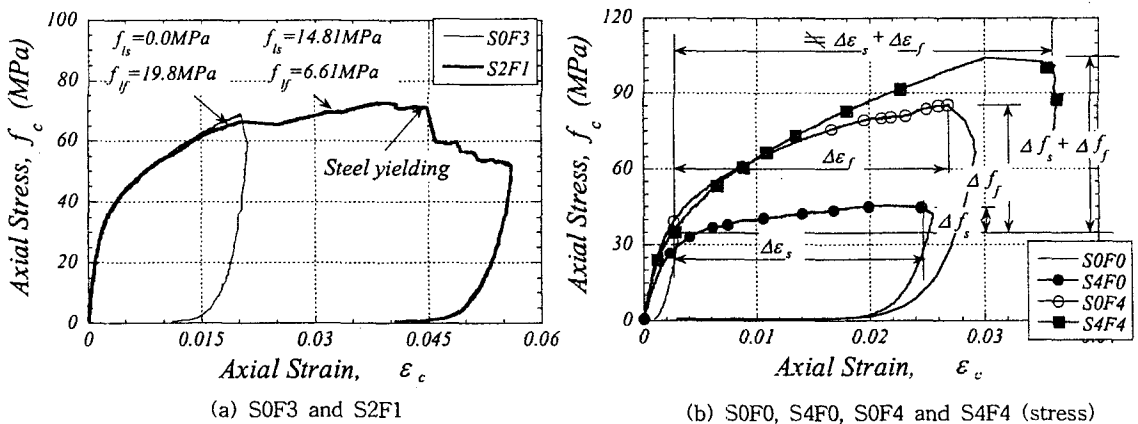 f_ls=0.0MPa
f_ls=14.81MPa
f_lf=19.8MPa
f_lf=6.61MPa
S0F3
S2F1
Steel yielding
Axial Stress, f_c (MPa)
100
80
60
40
20
0
0 0.015 0.03 0.045 0.06
Axial Strain, ε_c
(a) S0F3 and S2F1
≒ Δε_s + Δε_f
Δε_f
Δε_s
Δf_s + Δf_f
Δf_f
Δf_s
S0F0
S4F0
S0F4
S4F4
Axial Stress, f_c (MPa)
120
90
60
30
0
0 0.01 0.02 0.03
Axial Strain, ε_c
(b) S0F0, S4F0, S0F4 and S4F4 (stress)